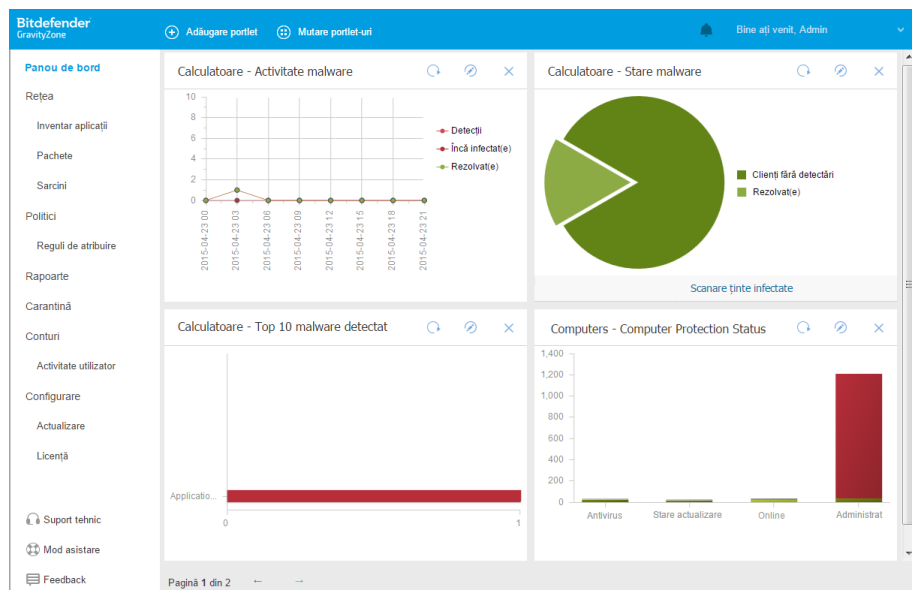 Bitdefender
GravityZone
Adăugare portlet
Mutare portlet-uri
Bine ați venit, Admin
Panou de bord
Rețea
Inventar aplicații
Pachete
Sarcini
Politici
Reguli de atribuire
Rapoarte
Carantină
Conturi
Activitate utilizator
Configurare
Actualizare
Licență
Suport tehnic
Mod asistare
Feedback
Calculatoare - Activitate malware
10
8
6
4
2
0
2015-04-23 00
2015-04-23 03
2015-04-23 06
2015-04-23 09
2015-04-23 12
2015-04-23 15
2015-04-23 18
2015-04-23 21
Detecții
Încă infectat(e)
Rezolvat(e)
Calculatoare - Stare malware
Clienți fără detectări
Rezolvat(e)
Scanare ținte infectate
Calculatoare - Top 10 malware detectat
Applicatio...
0
1
Computers - Computer Protection Status
1,400
1,200
1,000
800
600
400
200
0
Antivirus
Stare actualizare
Online
Administrat
Pagină 1 din 2